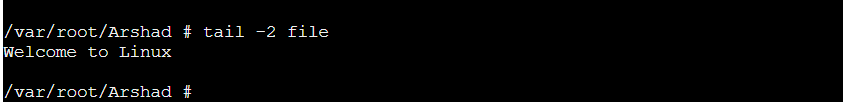 /var/root/Arshad # tail -2 file
Welcome to Linux
/var/root/Arshad #